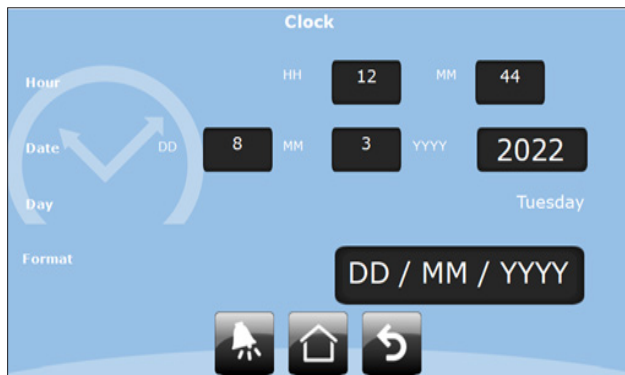 Clock
Hour HH 12 MM 44
Date DD 8 MM 3 YYYY 2022
Day Tuesday
Format DD / MM / YYYY